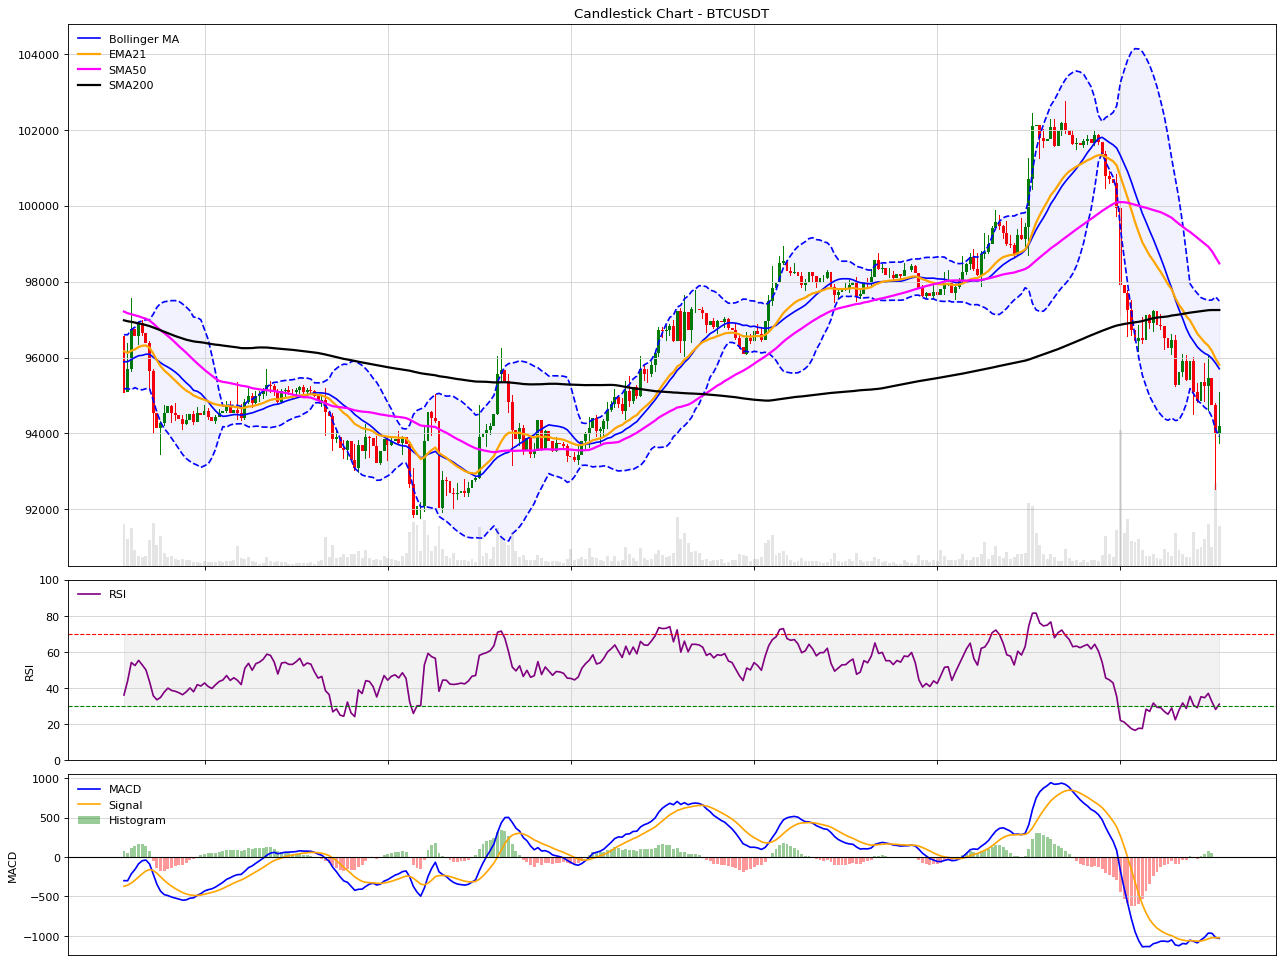 Candlestick Chart - BTCUSDT
Bollinger MA
EMA21
SMA50
SMA200
104000
102000
100000
98000
96000
94000
92000
RSI
100
80
60
40
20
0
RSI
MACD
Signal
Histogram
1000
500
0
−500
−1000
MACD